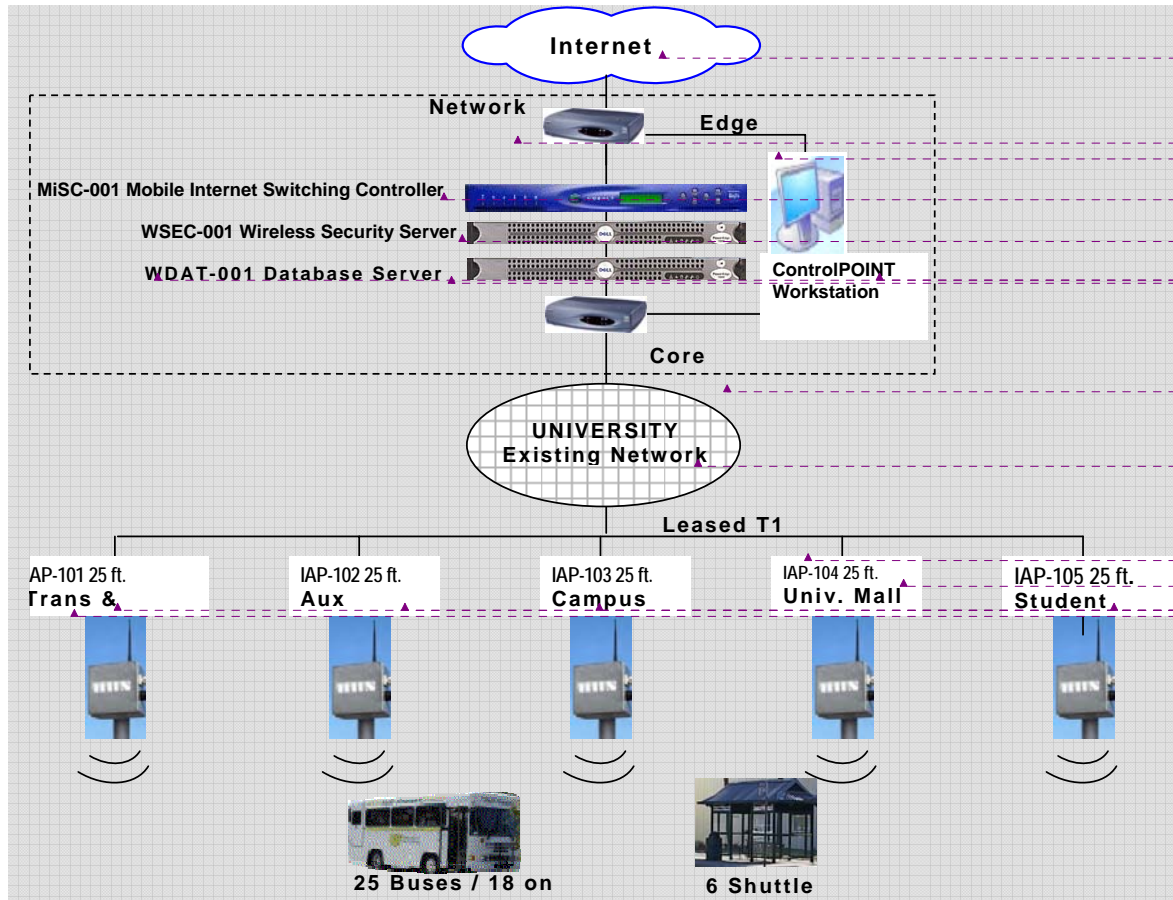 Internet
Network
Edge
MiSC-001 Mobile Internet Switching Controller
WSEC-001 Wireless Security Server
WDAT-001 Database Server
DELL
DELL
ControlPOINT
Workstation
Core
UNIVERSITY
Existing Network
Leased T1
AP-101 25 ft.
Trans &
IAP-102 25 ft.
Aux
IAP-103 25 ft.
Campus
IAP-104 25 ft.
Univ. Mall
IAP-105 25 ft.
Student
25 Buses / 18 on
6 Shuttle